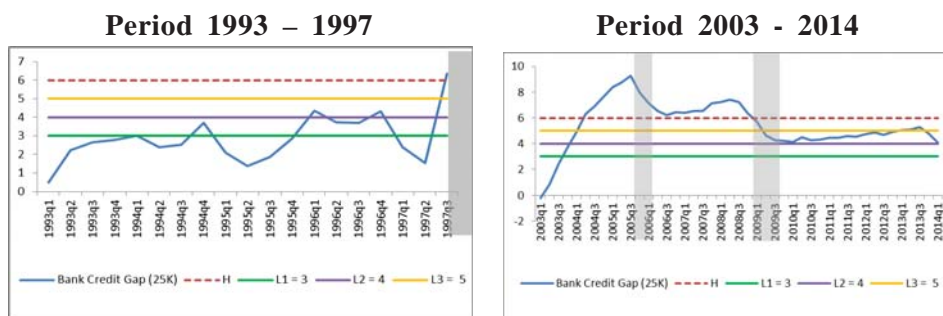 Period 1993 – 1997
7
6
5
4
3
2
1
0
1993q1 1993q2 1993q3 1993q4 1994q1 1994q2 1994q3 1994q4 1995q1 1995q2 1995q3 1995q4 1996q1 1996q2 1996q3 1996q4 1997q1 1997q2 1997q3
Bank Credit Gap (25K) H L1 = 3 L2 = 4 L3 = 5
Period 2003 - 2014
10
8
6
4
2
0
-2
2003q1 2003q3 2004q1 2004q3 2005q1 2005q3 2006q1 2006q3 2007q1 2007q3 2008q1 2008q3 2009q1 2009q3 2010q1 2010q3 2011q1 2011q3 2012q1 2012q3 2013q1 2013q3 2014q1
Bank Credit Gap (25K) H L1 = 3 L2 = 4 L3 = 5